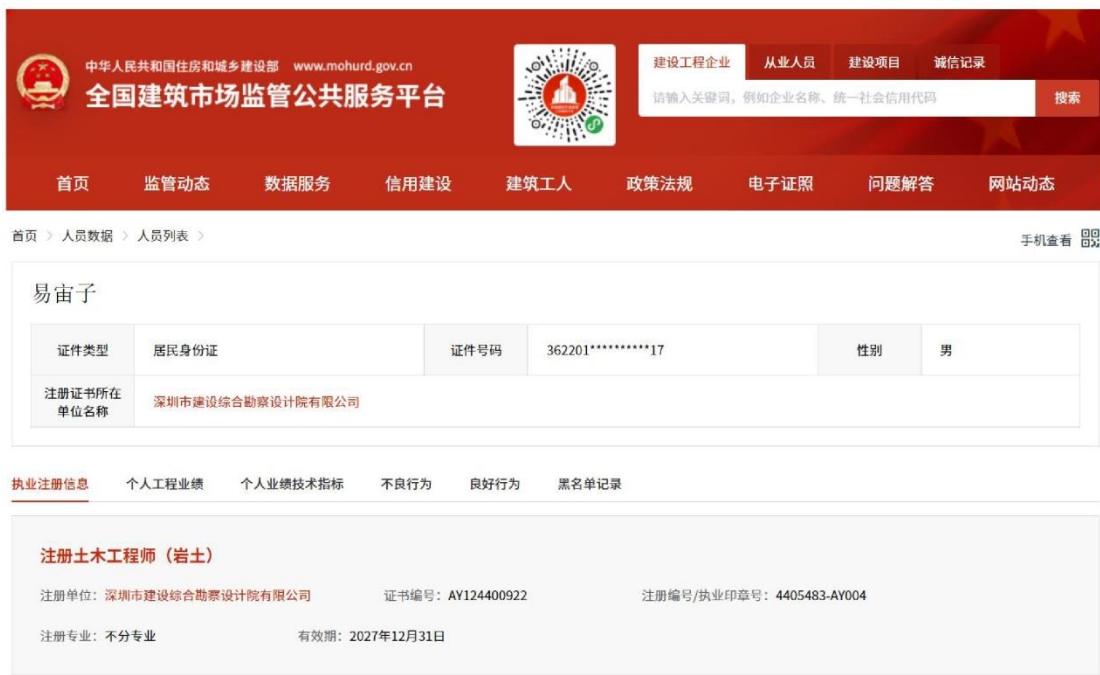 中华人民共和国住房和城乡建设部 www.mohurd.gov.cn
全国建筑市场监管公共服务平台
建设工程企业 从业人员 建设项目 诚信记录
请输入关键词，例如企业名称、统一社会信用代码 搜索
首页 监管动态 数据服务 信用建设 建筑工人 政策法规 电子证照 问题解答 网站动态
首页 > 人员数据 > 人员列表 >
手机查看
易宙子
证件类型 居民身份证 证件号码 362201**********17 性别 男
注册证书所在
单位名称
深圳市建设综合勘察设计院有限公司
执业注册信息 个人工程业绩 个人业绩技术指标 不良行为 良好行为 黑名单记录
注册土木工程师（岩土）
注册单位：深圳市建设综合勘察设计院有限公司 证书编号：AY124400922 注册编号/执业印章号：4405483-AY004
注册专业：不分专业 有效期：2027年12月31日